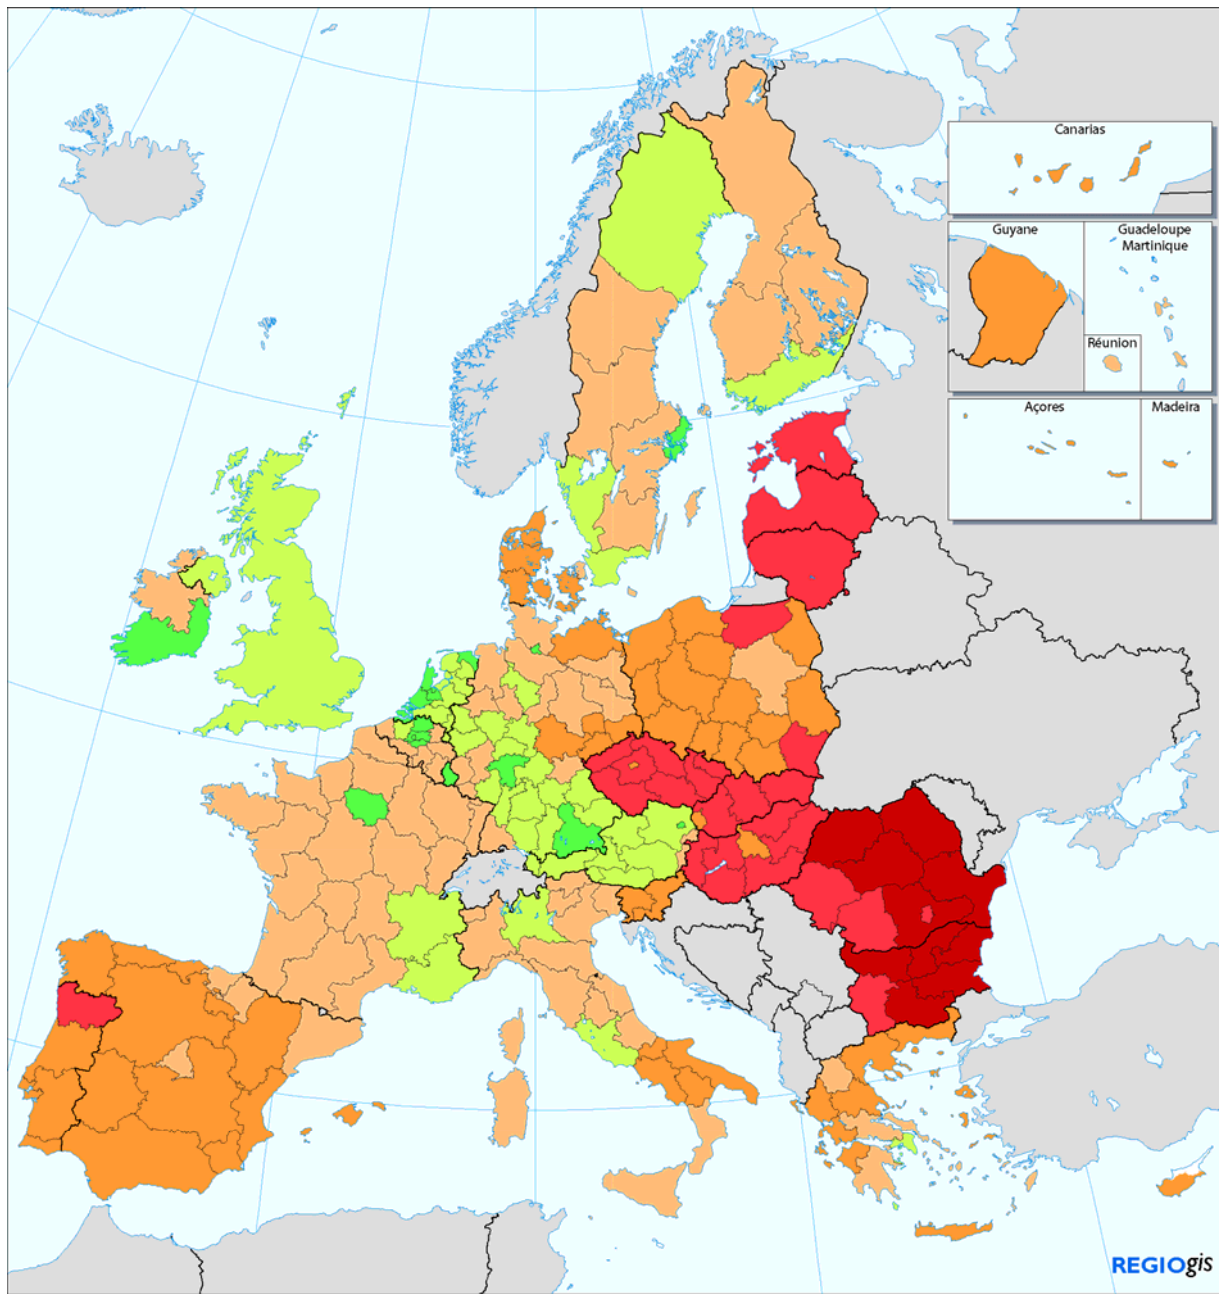 Canarias
Guyane
Guadeloupe
Martinique
Réunion
Açores
Madeira
REGIOgis